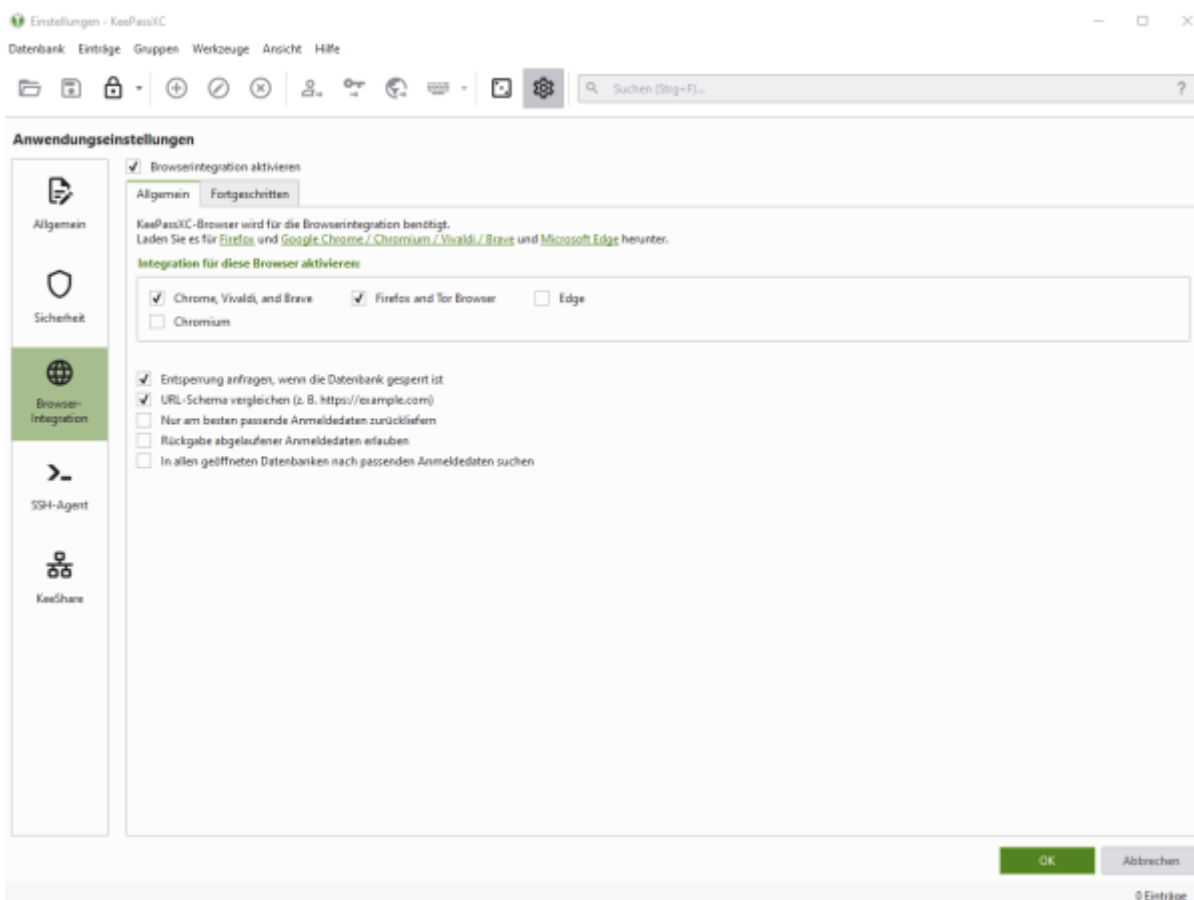 Einstellungen - KeePassXC
Datenbank Einträge Gruppen Werkzeuge Ansicht Hilfe
Suchen (Strg+F)... ?
Anwendungseinstellungen
Allgemein
Sicherheit
Browser-
Integration
SSH-Agent
KeeShare
Browserintegration aktivieren
Allgemein Fortgeschritten
KeePassXC-Browser wird für die Browserintegration benötigt.
Laden Sie es für Firefox und Google Chrome / Chromium / Vivaldi / Brave und Microsoft Edge herunter.
Integration für diese Browser aktivieren:
Chrome, Vivaldi, and Brave Firefox and Tor Browser Edge
Chromium
Entsperrung anfragen, wenn die Datenbank gesperrt ist
URL-Schema vergleichen (z. B. https://example.com)
Nur am besten passende Anmeldedaten zurückliefern
Rückgabe abgelaufener Anmeldedaten erlauben
In allen geöffneten Datenbanken nach passenden Anmeldedaten suchen
OK Abbrechen
0 Einträge